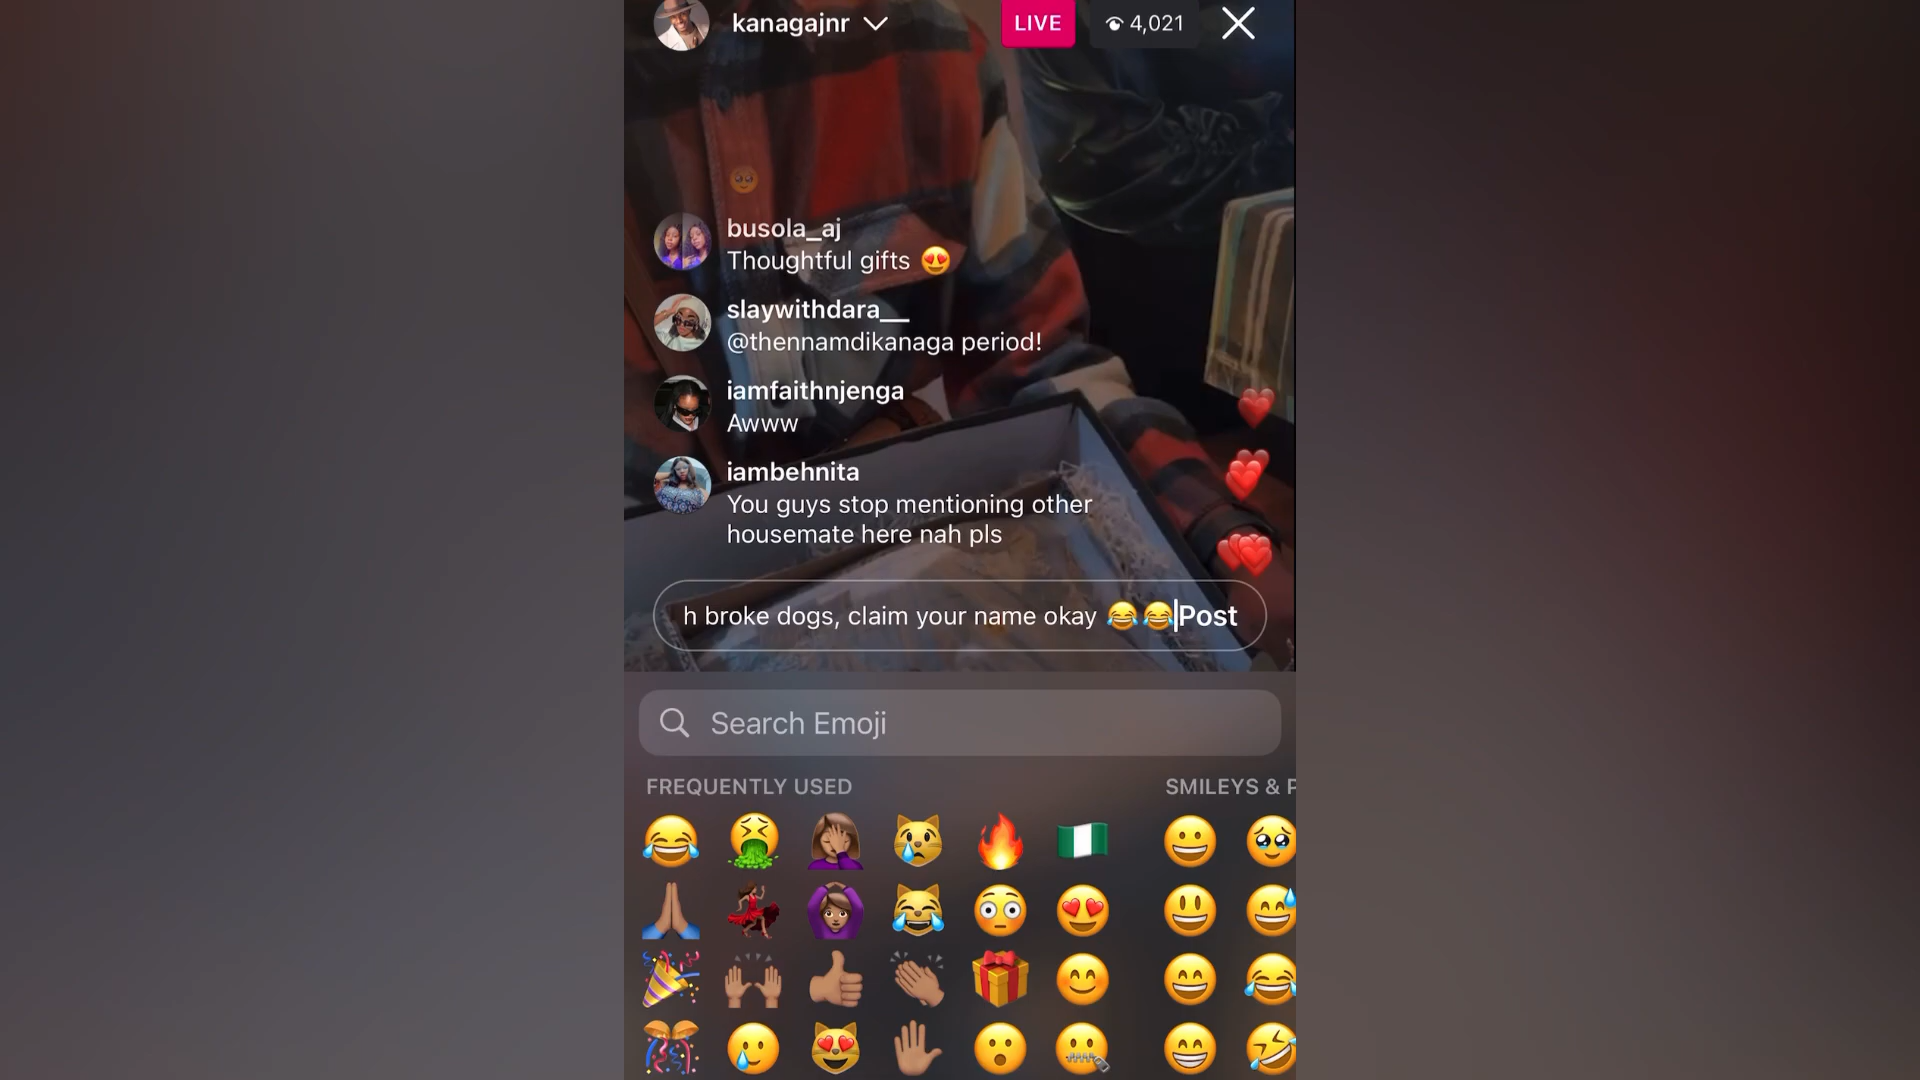 kanagajnr
LIVE
4,021
busola_aj
Thoughtful gifts 😍
slaywithdara__
@thennamdikanaga period!
iamfaithnjenga
Awww
iambehnita
You guys stop mentioning other
housemate here nah pls
h broke dogs, claim your name okay 😂😂Post
Search Emoji
FREQUENTLY USED
SMILEYS &